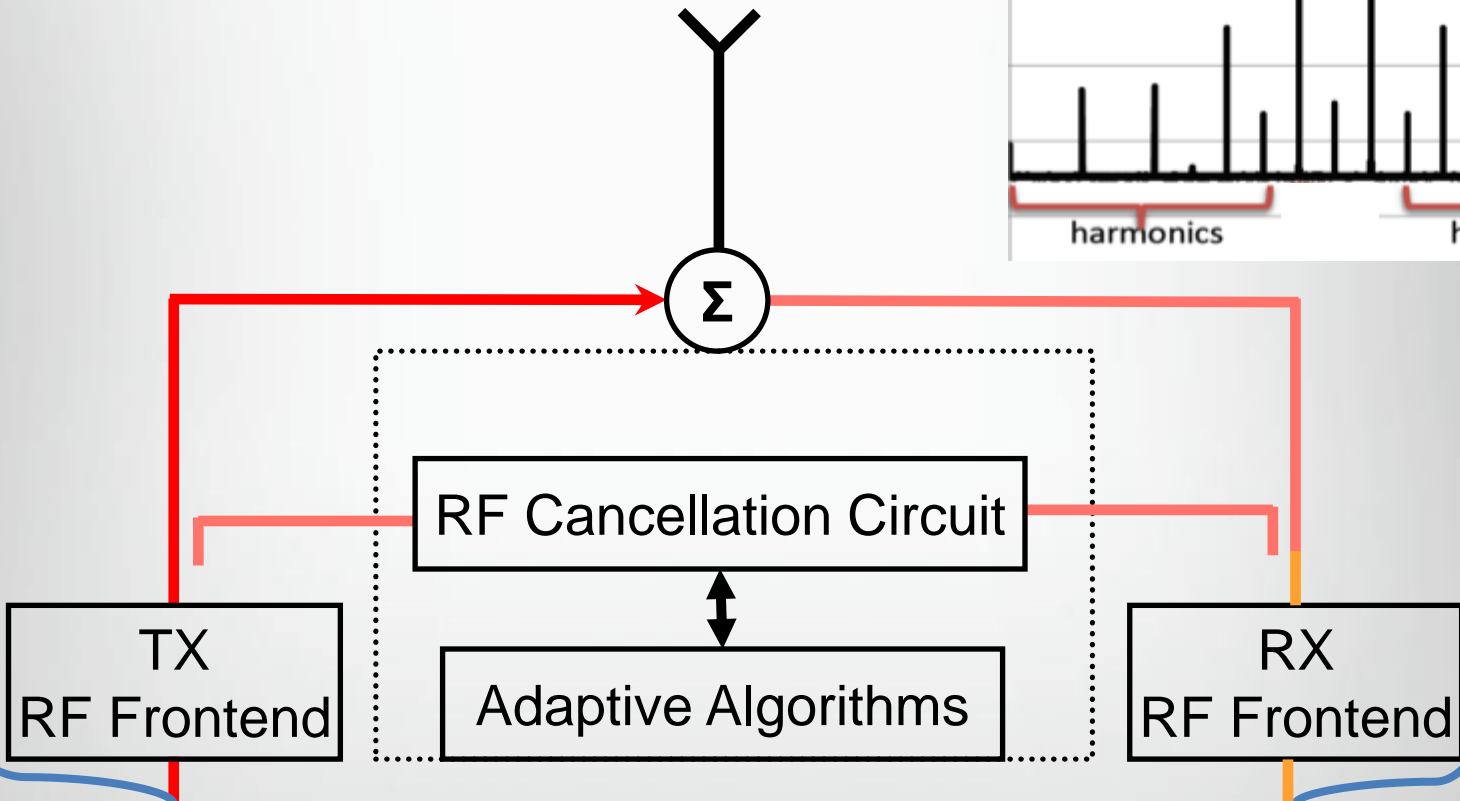 harmonics
Σ
RF Cancellation Circuit
TX
RF Frontend
Adaptive Algorithms
RX
RF Frontend